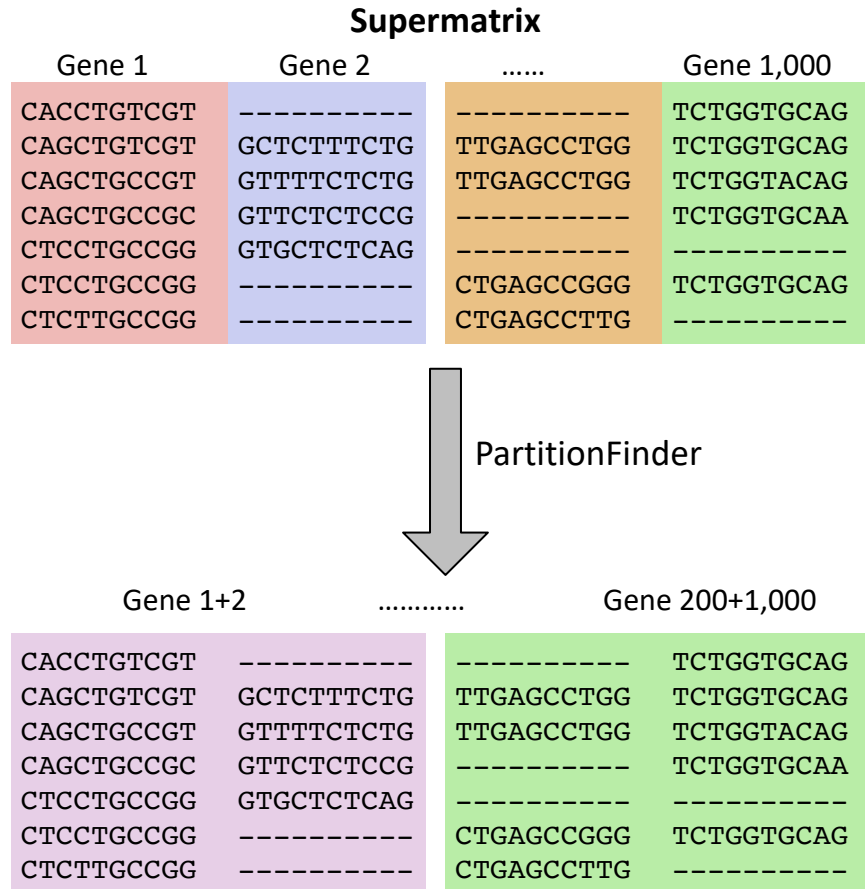 Supermatrix
Gene 1 Gene 2 ...... Gene 1,000
CACCTGTCGT ---------- ---------- TCTGGTGCAG
CAGCTGTCGT GCTCTTTCTG TTGAGCCTGG TCTGGTGCAG
CAGCTGCCGT GTTTTCTCTG TTGAGCCTGG TCTGGTACAG
CAGCTGCCGC GTTCTCTCCG ---------- TCTGGTGCAA
CTCCTGCCGG GTGCTCTCAG ---------- ----------
CTCCTGCCGG ---------- CTGAGCCGGG TCTGGTGCAG
CTCTTGCCGG ---------- CTGAGCCTTG ----------
PartitionFinder
Gene 1+2 ............ Gene 200+1,000
CACCTGTCGT ---------- ---------- TCTGGTGCAG
CAGCTGTCGT GCTCTTTCTG TTGAGCCTGG TCTGGTGCAG
CAGCTGCCGT GTTTTCTCTG TTGAGCCTGG TCTGGTACAG
CAGCTGCCGC GTTCTCTCCG ---------- TCTGGTGCAA
CTCCTGCCGG GTGCTCTCAG ---------- ----------
CTCCTGCCGG ---------- CTGAGCCGGG TCTGGTGCAG
CTCTTGCCGG ---------- CTGAGCCTTG ----------